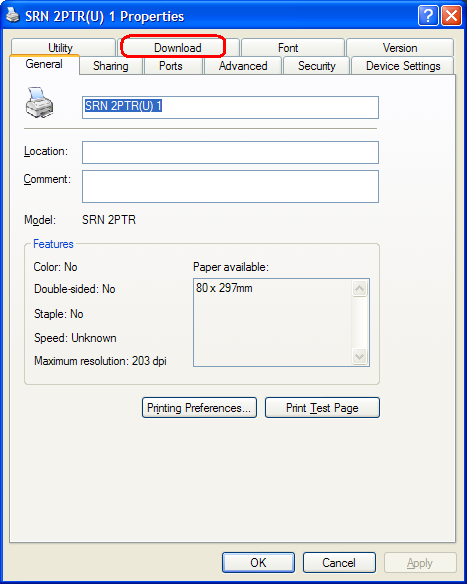 SRN 2PTR(U) 1 Properties
Utility Download Font Version
General Sharing Ports Advanced Security Device Settings
SRN 2PTR(U) 1
Location:
Comment:
Model: SRN 2PTR
Features
Color: No Paper available:
Double-sided: No 80 x 297mm
Staple: No
Speed: Unknown
Maximum resolution: 203 dpi
Printing Preferences... Print Test Page
OK Cancel Apply